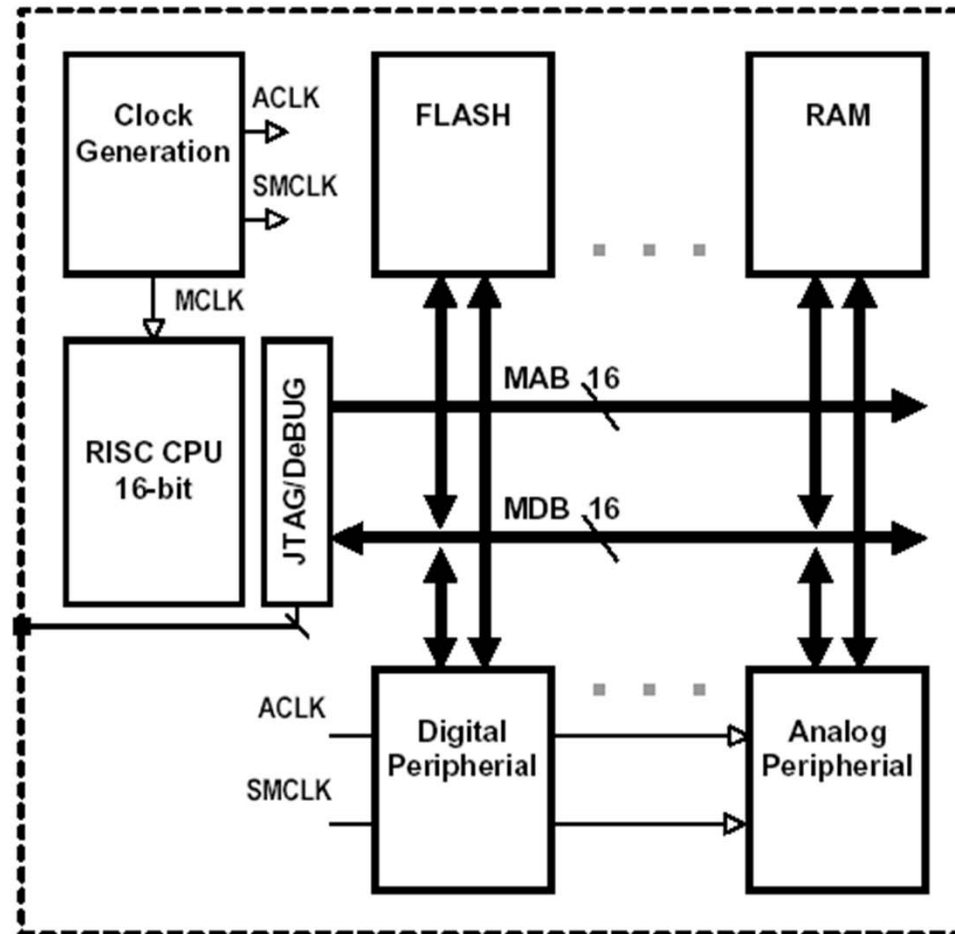 Clock
Generation
ACLK
SMCLK
MCLK
FLASH
RAM
RISC CPU
16-bit
JTAG/DeBUG
MAB 16
MDB 16
ACLK
SMCLK
Digital
Peripherial
Analog
Peripherial